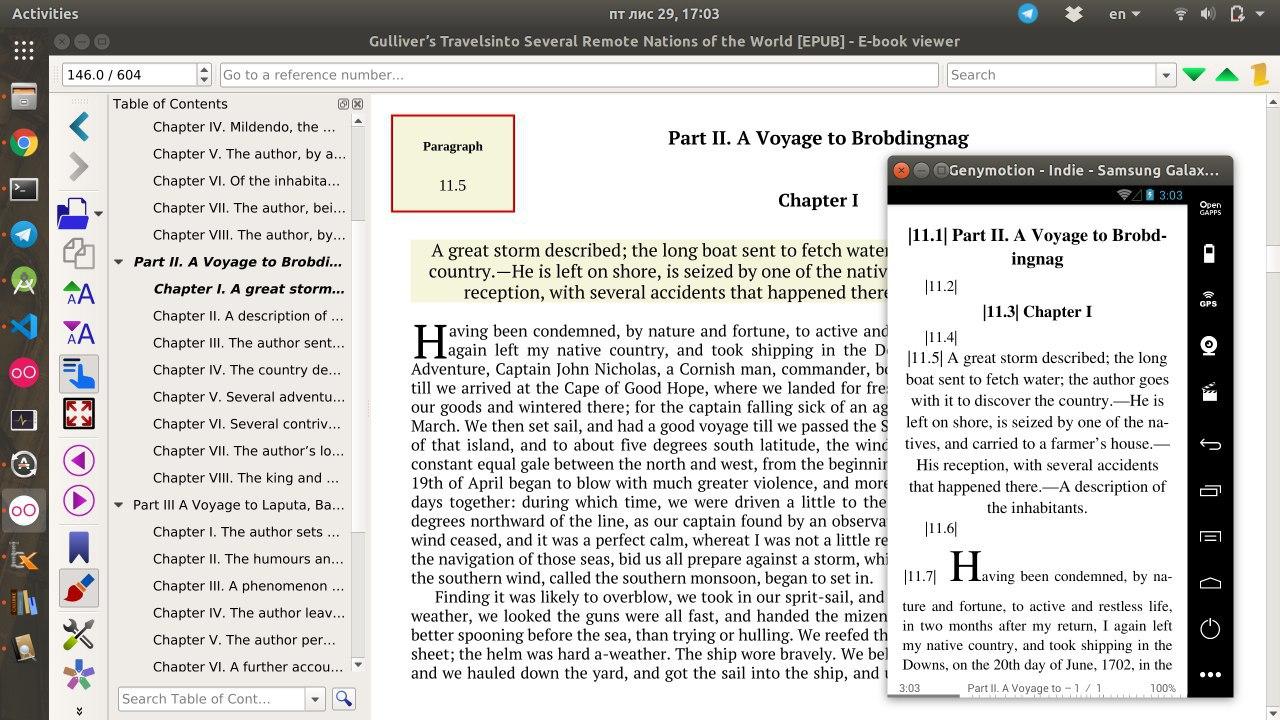 Activities
пт лис 29, 17:03
en
Gulliver's Travelsinto Several Remote Nations of the World [EPUB] - E-book viewer
146.0 / 604
Go to a reference number...
Search
Table of Contents
Chapter IV. Mildendo, the ...
Chapter V. The author, by a...
Chapter VI. Of the inhabita...
Chapter VII. The author, bei...
Chapter VIII. The author, by...
Part II. A Voyage to Brobdi...
Chapter I. A great storm...
Chapter II. A description of ...
Chapter III. The author sent...
Chapter IV. The country de...
Chapter V. Several adventu...
Chapter VI. Several contriv...
Chapter VII. The author's lo...
Chapter VIII. The king and ...
Part III A Voyage to Laputa, Ba...
Chapter I. The author sets ...
Chapter II. The humours an...
Chapter III. A phenomenon ...
Chapter IV. The author leav...
Chapter V. The author per...
Chapter VI. A further accou...
Search Table of Cont...
Paragraph
11.5
Part II. A Voyage to Brobdingnag
Chapter I
A great storm described; the long boat sent to fetch water
country.—He is left on shore, is seized by one of the nativ
reception, with several accidents that happened there
Having been condemned, by nature and fortune, to active and
again left my native country, and took shipping in the D
Adventure, Captain John Nicholas, a Cornish man, commander, b
till we arrived at the Cape of Good Hope, where we landed for fre
our goods and wintered there; for the captain falling sick of an ag
March. We then set sail, and had a good voyage till we passed the S
of that island, and to about five degrees south latitude, the wind
constant equal gale between the north and west, from the beginni
19th of April began to blow with much greater violence, and more
days together: during which time, we were driven a little to the
degrees northward of the line, as our captain found by an observa
wind ceased, and it was a perfect calm, whereat I was not a little re
the navigation of those seas, bid us all prepare against a storm, whi
the southern wind, called the southern monsoon, began to set in.
Finding it was likely to overblow, we took in our sprit-sail, and
weather, we looked the guns were all fast, and handed the mizen
better spooning before the sea, than trying or hulling. We reefed th
sheet; the helm was hard a-weather. The ship wore bravely. We bel
and we hauled down the yard, and got the sail into the ship, and u
Genymotion - Indie - Samsung Galax...
3:03
|11.1| Part II. A Voyage to Brobd-
ingnag
|11.2|
|11.3| Chapter I
|11.4|
|11.5| A great storm described; the long
boat sent to fetch water; the author goes
with it to discover the country.—He is
left on shore, is seized by one of the na-
tives, and carried to a farmer's house.—
His reception, with several accidents
that happened there.—A description of
the inhabitants.
|11.6|
|11.7| Having been condemned, by na-
ture and fortune, to active and restless life,
in two months after my return, I again left
my native country, and took shipping in the
Downs, on the 20th day of June, 1702, in the
3:03
Part II. A Voyage to – 1 / 1
100%
Open
GAPPS
GPS